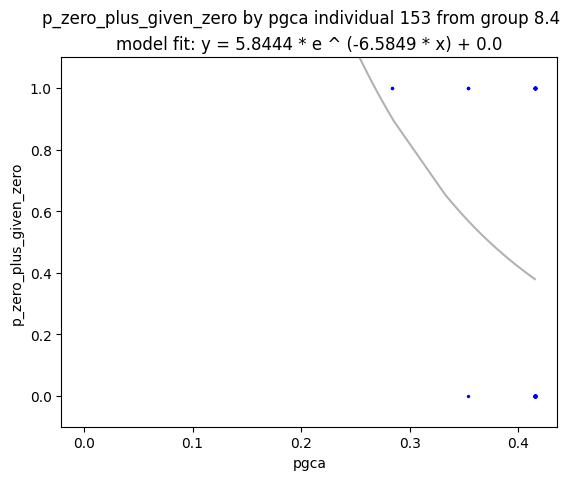 p_zero_plus_given_zero by pgca individual 153 from group 8.4
model fit: y = 5.8444 * e ^ (-6.5849 * x) + 0.0
1.0
0.8
0.6
0.4
0.2
0.0
p_zero_plus_given_zero
0.0 0.1 0.2 0.3 0.4
pgca